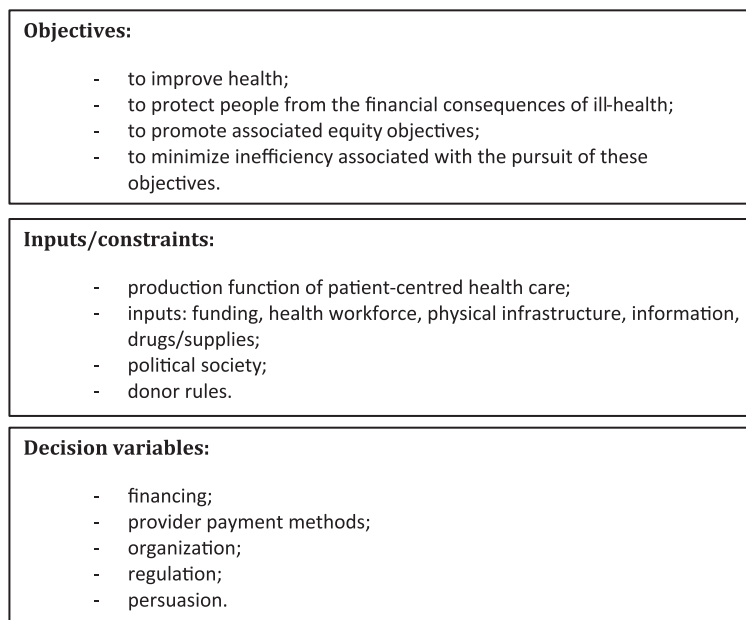 Objectives:
- to improve health;
- to protect people from the financial consequences of ill-health;
- to promote associated equity objectives;
- to minimize inefficiency associated with the pursuit of these
objectives.
Inputs/constraints:
- production function of patient-centred health care;
- inputs: funding, health workforce, physical infrastructure, information,
drugs/supplies;
- political society;
- donor rules.
Decision variables:
- financing;
- provider payment methods;
- organization;
- regulation;
- persuasion.